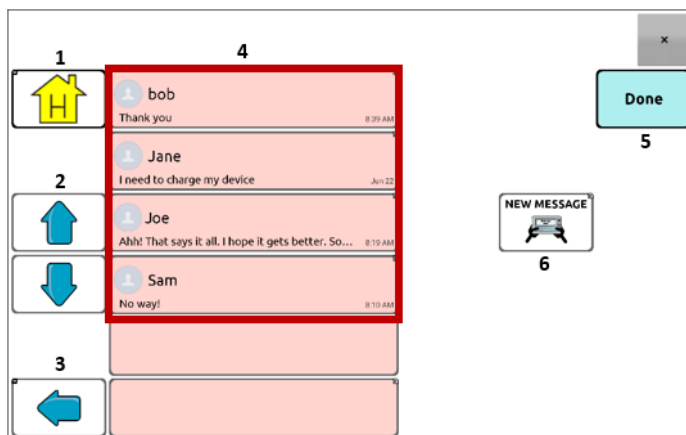 ×
1
4
H
bob
Thank you
8:39 AM
Done
5
Jane
I need to charge my device
Jun 22
2
NEW MESSAGE
6
Joe
Ahh! That says it all. I hope it gets better. So...
8:19 AM
Sam
No way!
8:10 AM
3